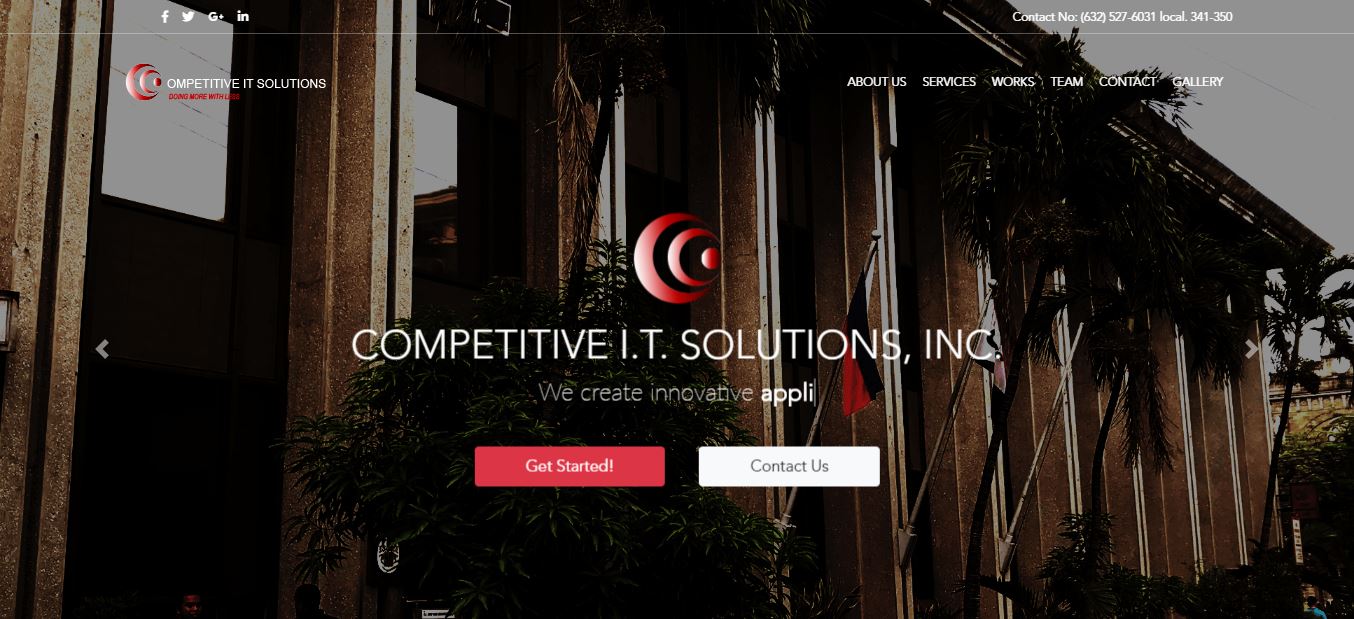 Contact No: (632) 527-6031 local. 341-350
OMPETITIVE IT SOLUTIONS
DOING MORE WITH LESS
ABOUT US SERVICES WORKS TEAM CONTACT GALLERY
COMPETITIVE I.T. SOLUTIONS, INC.
We create innovative appli
Get Started!
Contact Us